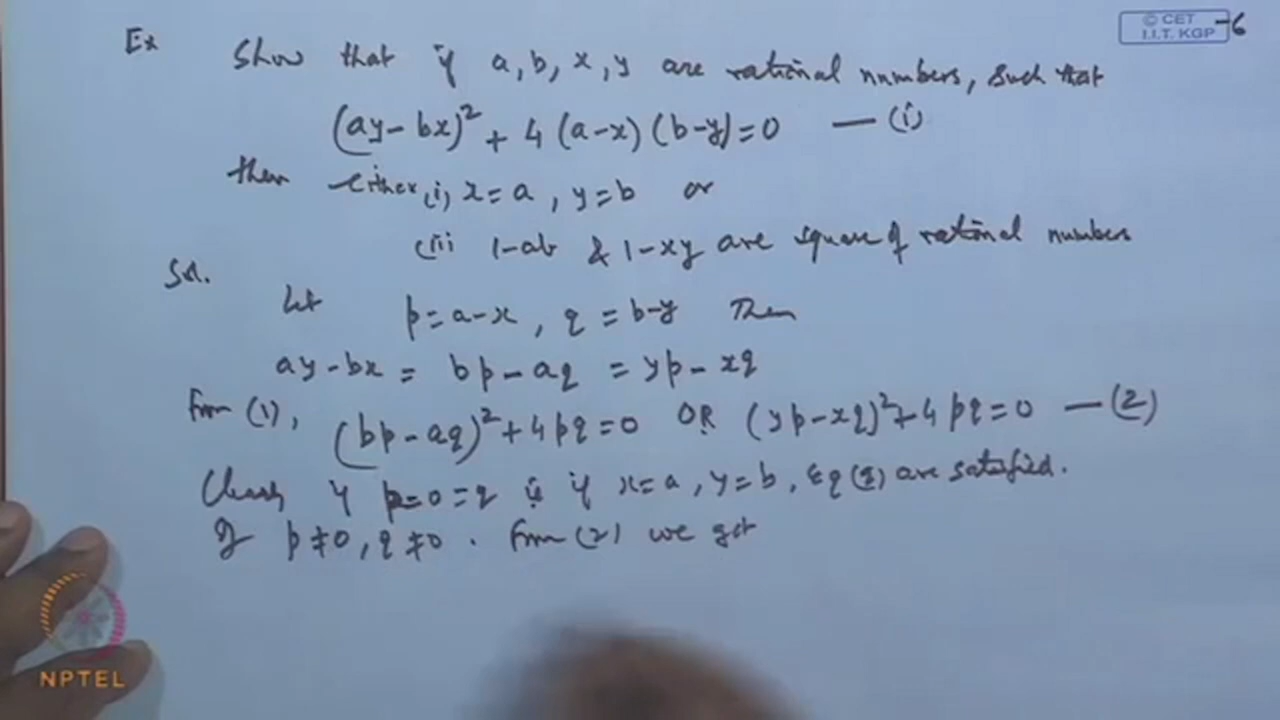 © CET
I.I.T. KGP
-6
Ex Show that if a, b, x, y are rational numbers, such that
(ay-bx)² + 4(a-x)(b-y)=0 — (i)
then either (i) x=a, y=b or
(ii 1-ab & 1-xy are square of rational numbers
Sol.
Let p=a-x, q=b-y Then
ay-bx = bp-aq = yp-xq
From (1), (bp-aq)²+4pq=0 OR (yp-xq)²+4pq=0 — (2)
Clearly if p=0=q ie if x=a, y=b, Eq (2) are satisfied.
If p≠0, q≠0. From (2) we get
NPTEL